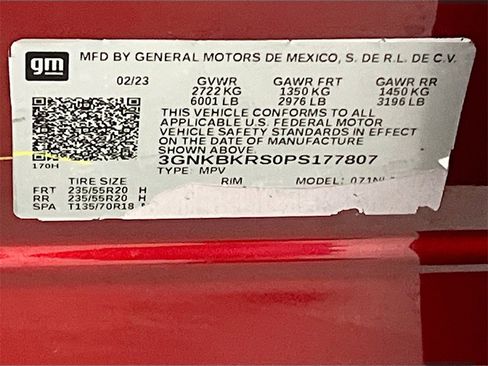 gm MFD BY GENERAL MOTORS DE MEXICO, S. DE R.L. DE C.V.
02/23 GVWR GAWR FRT GAWR RR
2722 KG 1350 KG 1450 KG
6001 LB 2976 LB 3196 LB
THIS VEHICLE CONFORMS TO ALL
APPLICABLE U.S. FEDERAL MOTOR
VEHICLE SAFETY STANDARDS IN EFFECT
ON THE DATE OF MANUFACTURE
SHOWN ABOVE.
3GNKBKRS0PS177807
170H TYPE: MPV
TIRE SIZE RIM MODEL:
FRT 235/55R20 H
RR 235/55R20 H
SPA T135/70R18